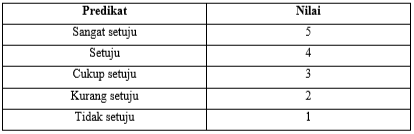 Predikat Nilai
Sangat setuju 5
Setuju 4
Cukup setuju 3
Kurang setuju 2
Tidak setuju 1